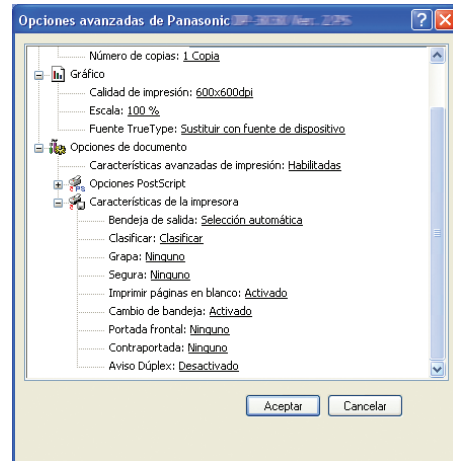 Opciones avanzadas de Panasonic
Número de copias: 1 Copia
Gráfico
Calidad de impresión: 600x600dpi
Escala: 100 %
Fuente TrueType: Sustituir con fuente de dispositivo
Opciones de documento
Características avanzadas de impresión: Habilitadas
Opciones PostScript
Características de la impresora
Bandeja de salida: Selección automática
Clasificar: Clasificar
Grapa: Ninguno
Segura: Ninguno
Imprimir páginas en blanco: Activado
Cambio de bandeja: Activado
Portada frontal: Ninguno
Contraportada: Ninguno
Aviso Dúplex: Desactivado
Aceptar Cancelar